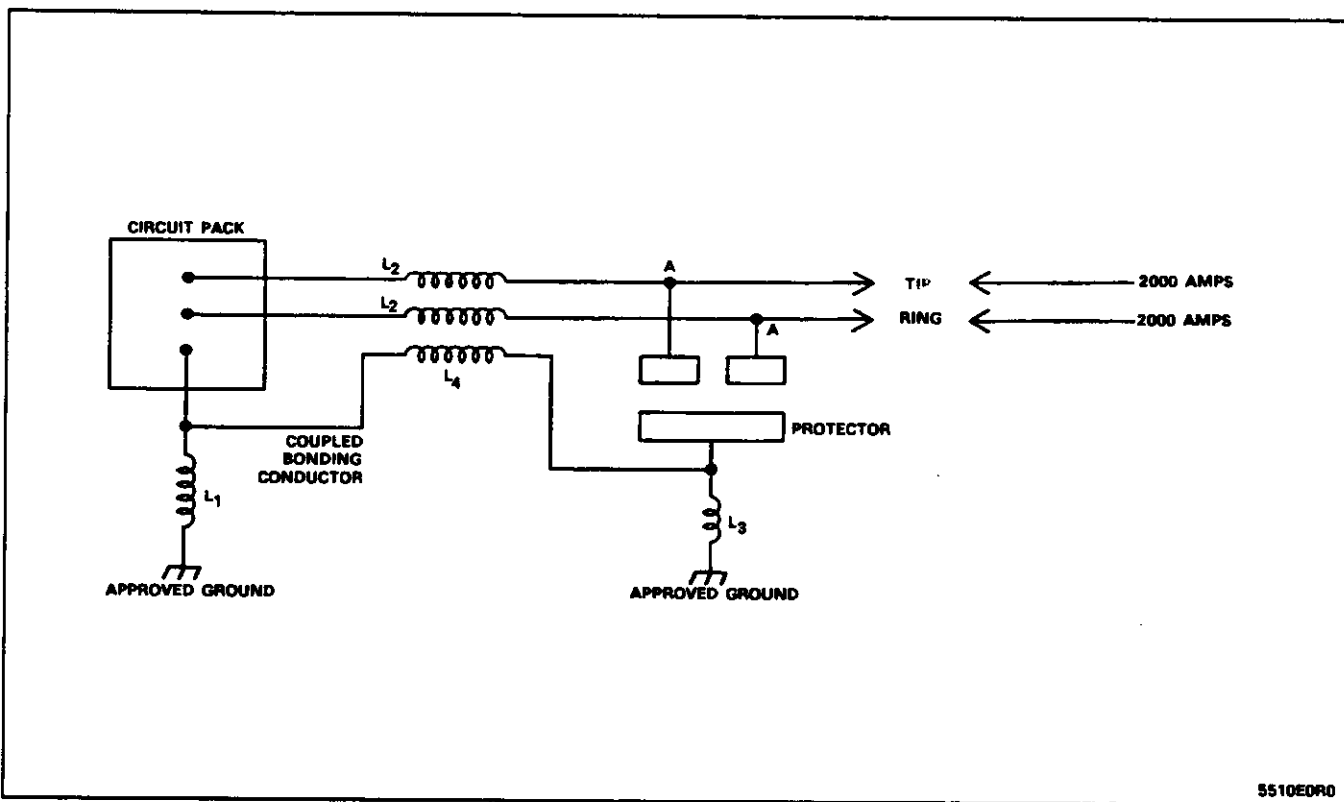 CIRCUIT PACK
L2
A
TIP
2000 AMPS
L2
RING
2000 AMPS
A
L4
PROTECTOR
COUPLED
BONDING
CONDUCTOR
L1
L3
APPROVED GROUND
APPROVED GROUND
5510EDR0